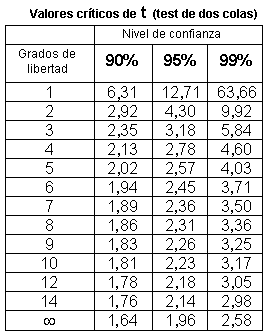 Valores críticos de t (test de dos colas)
Nivel de confianza
Grados de libertad 90% 95% 99%
1 6,31 12,71 63,66
2 2,92 4,30 9,92
3 2,35 3,18 5,84
4 2,13 2,78 4,60
5 2,02 2,57 4,03
6 1,94 2,45 3,71
7 1,89 2,36 3,50
8 1,86 2,31 3,36
9 1,83 2,26 3,25
10 1,81 2,23 3,17
12 1,78 2,18 3,05
14 1,76 2,14 2,98
∞ 1,64 1,96 2,58